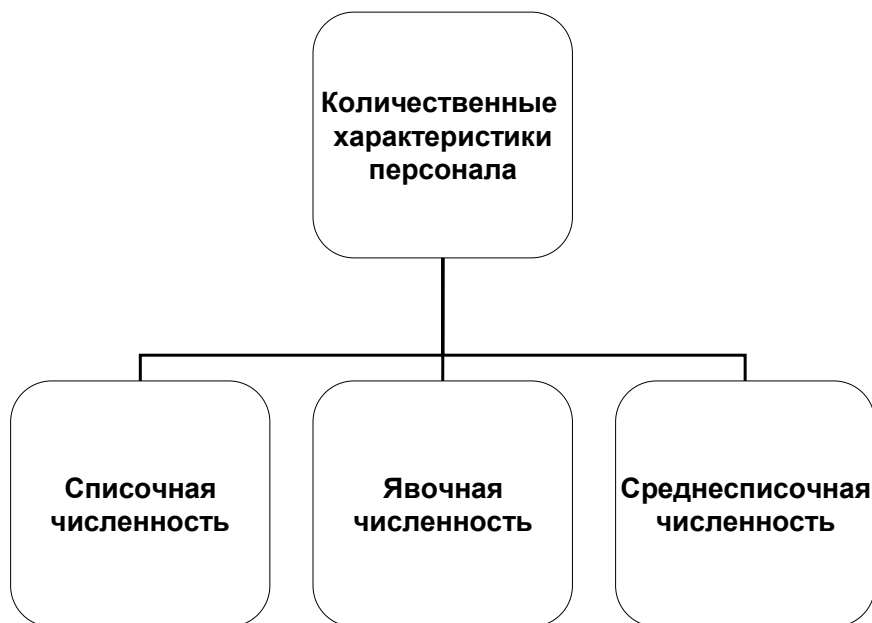 Количественные
характеристики
персонала
Списочная
численность
Явочная
численность
Среднесписочная
численность